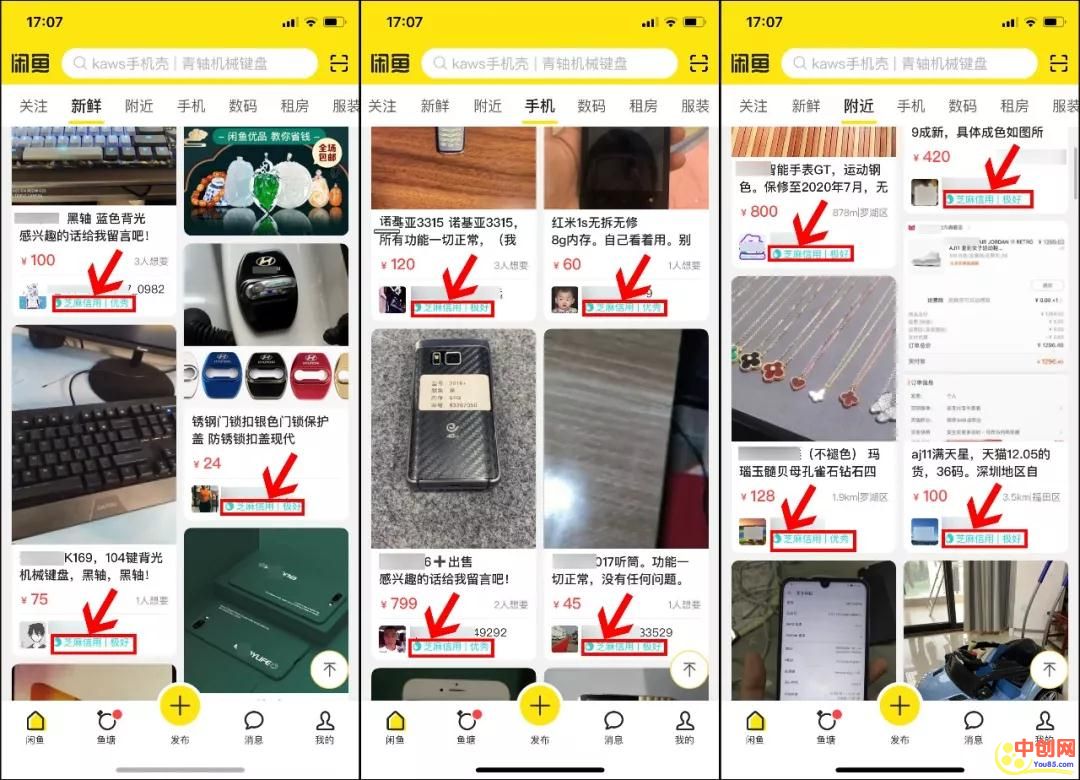 17:07
闲鱼
kaws手机壳 | 青轴机械键盘
关注 新鲜 附近 手机 数码 租房 服装
黑轴 蓝色背光
感兴趣的话给我留言吧！
¥100 3人想要
0982
芝麻信用 | 优秀
K169，104键背光
机械键盘，黑轴，黑轴！
¥75 1人想要
芝麻信用 | 极好
闲鱼优品 教你省钱
全场
包邮
HYUNDAI
锈钢门锁扣银色门锁保护
盖 防锈锁扣盖现代
¥24
芝麻信用 | 极好
闲鱼 鱼塘 发布 消息 我的
17:07
闲鱼
kaws手机壳 | 青轴机械键盘
关注 新鲜 附近 手机 数码 租房 服装
诺基亚3315 诺基亚3315，
所有功能一切正常，（我
¥120 3人想要
芝麻信用 | 极好
6➕出售
感兴趣的话给我留言吧！
¥799 2人想要
49292
芝麻信用 | 优秀
红米1s无拆无修
8g内存。自己看着用。别
¥60 1人想要
9
芝麻信用 | 优秀
017听筒。功能一
切正常，没有任何问题。
¥45 1人想要
33529
芝麻信用 | 极好
闲鱼 鱼塘 发布 消息 我的
17:07
闲鱼
kaws手机壳 | 青轴机械键盘
关注 新鲜 附近 手机 数码 租房 服装
智能手表GT，运动钢
色。保修至2020年7月，无
¥800 878m|罗湖区
芝麻信用 | 极好
（不褪色） 玛
瑙玉髓贝母孔雀石钻石四
¥128 1.9km|罗湖区
芝麻信用 | 优秀
9成新，具体成色如图所
¥420
芝麻信用 | 极好
订单信息
aj11满天星，天猫12.05的
货，36码。深圳地区自
¥100 3.5km|福田区
芝麻信用 | 极好
闲鱼 鱼塘 发布 消息 我的
中创网
You85.com